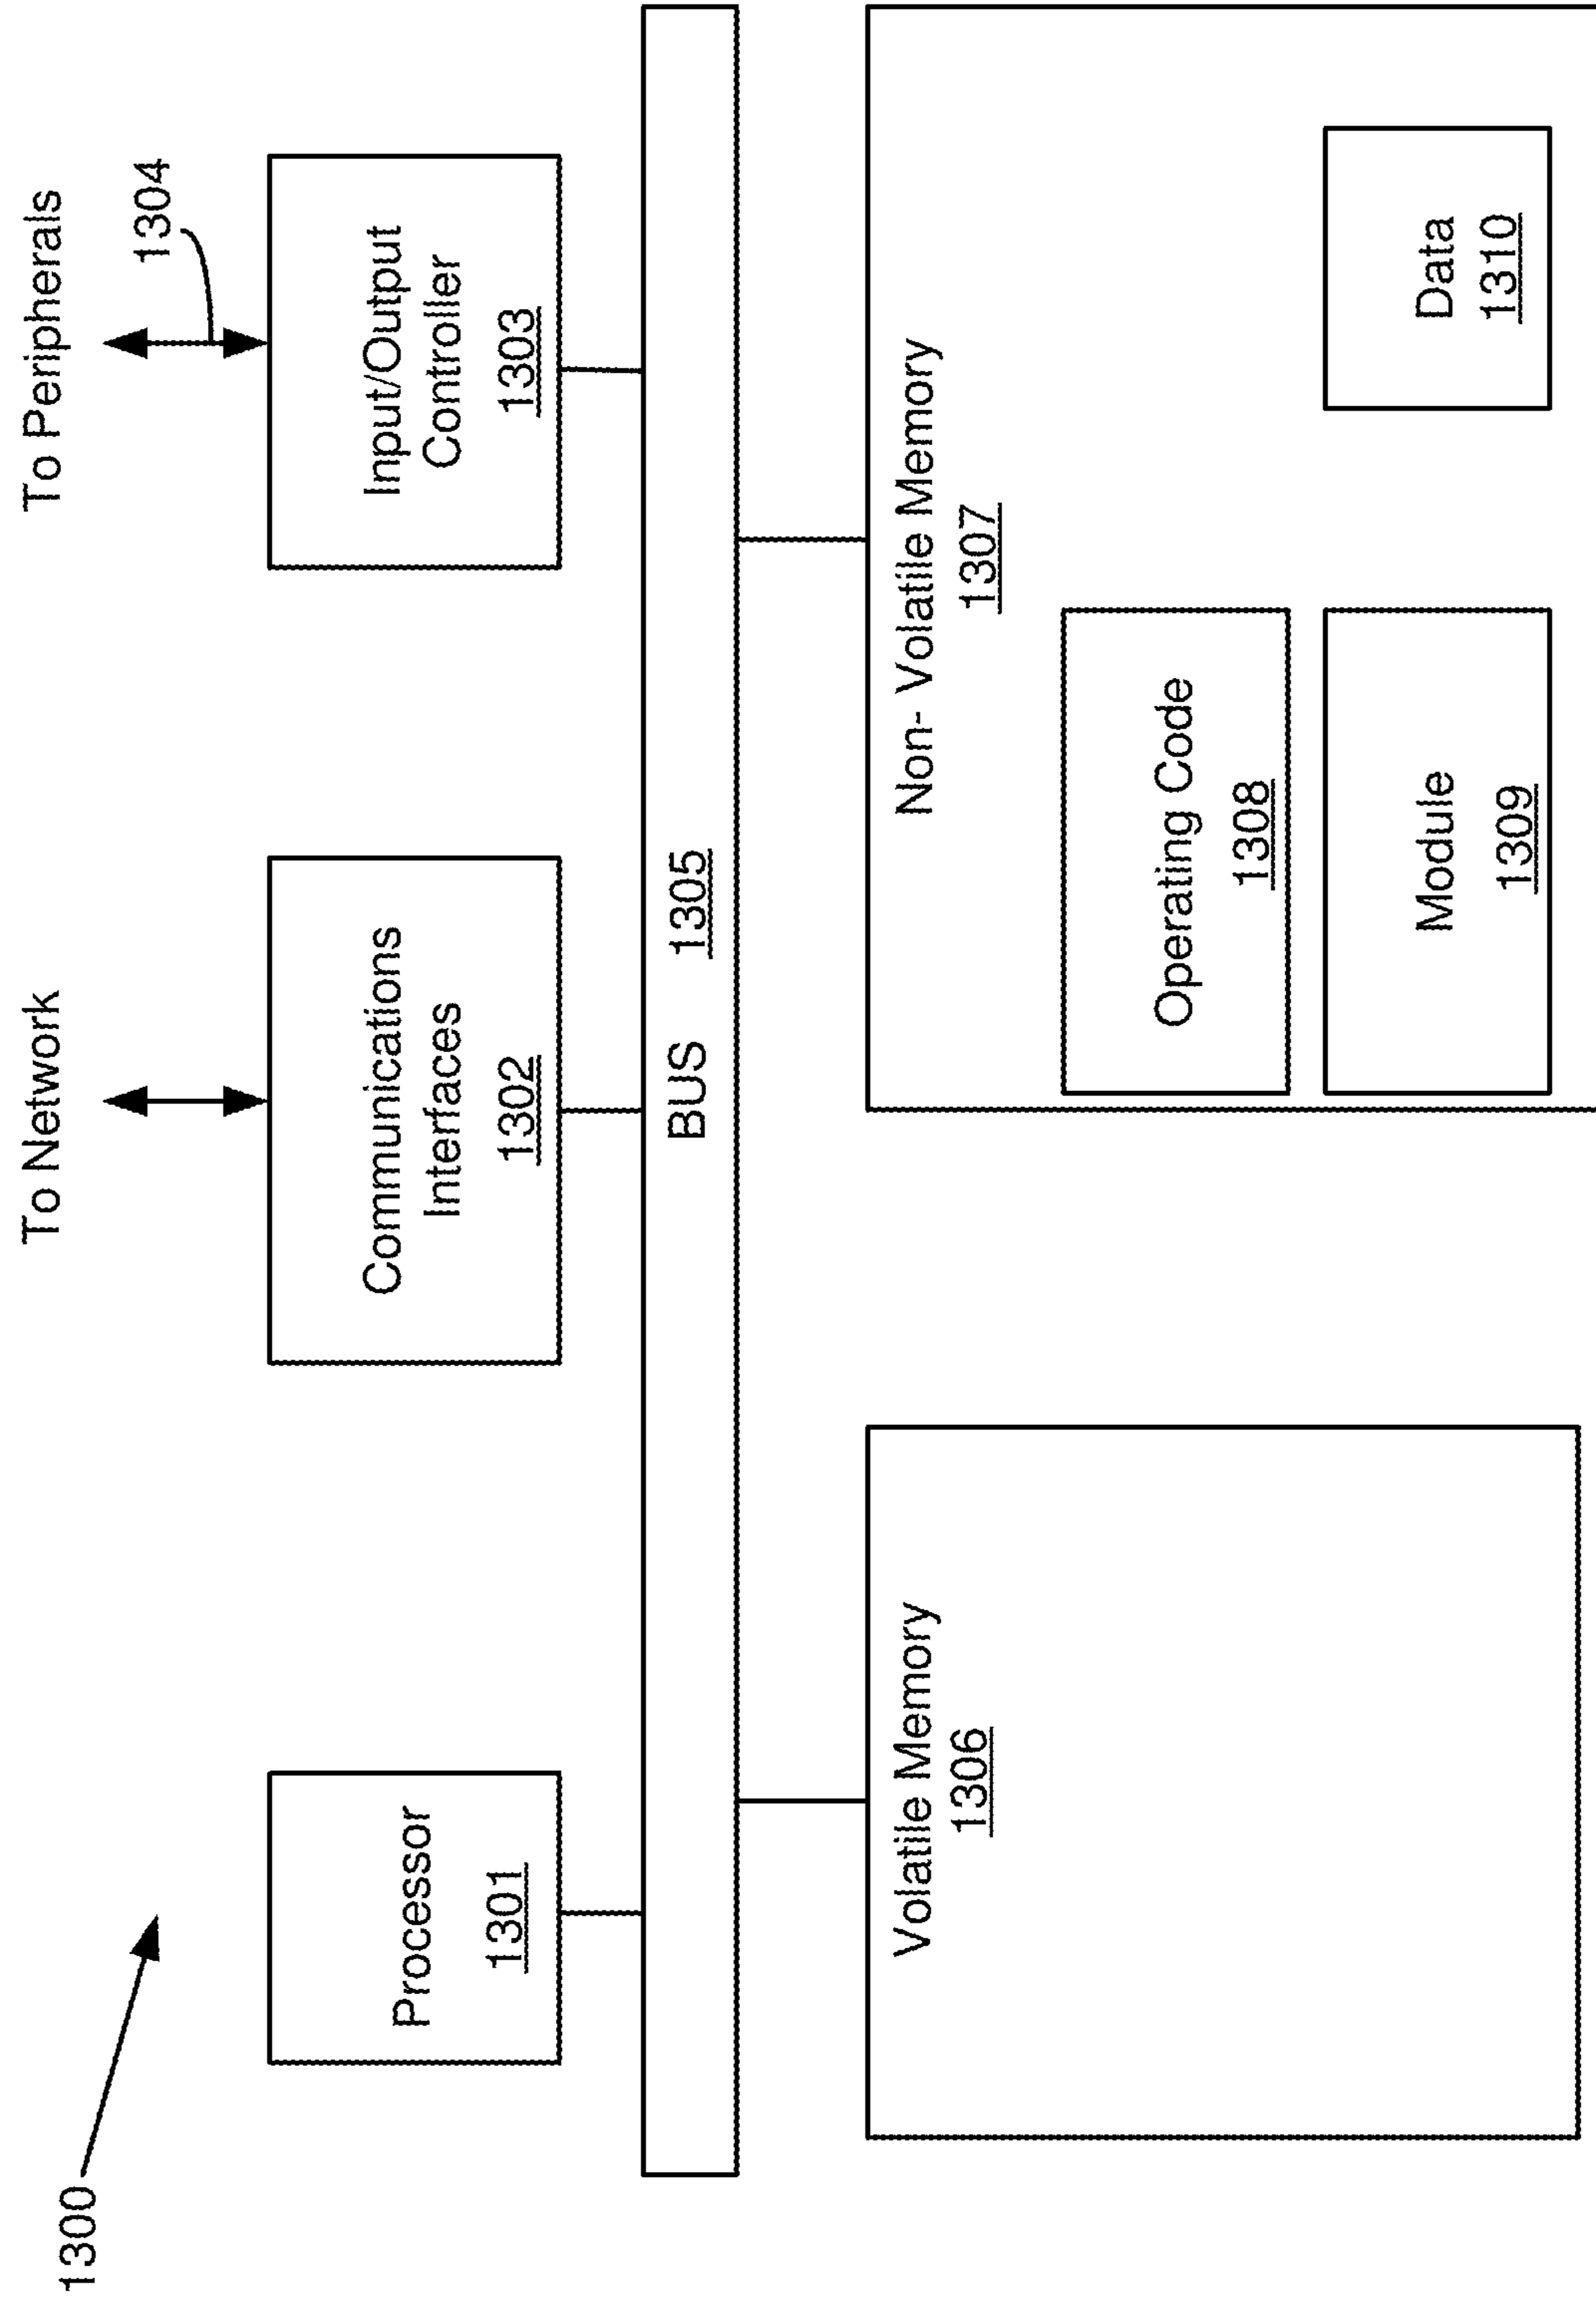 1300
To Network
To Peripherals
1304
Processor
1301
Communications
Interfaces
1302
Input/Output
Controller
1303
BUS 1305
Volatile Memory
1306
Non- Volatile Memory
1307
Operating Code
1308
Module
1309
Data
1310